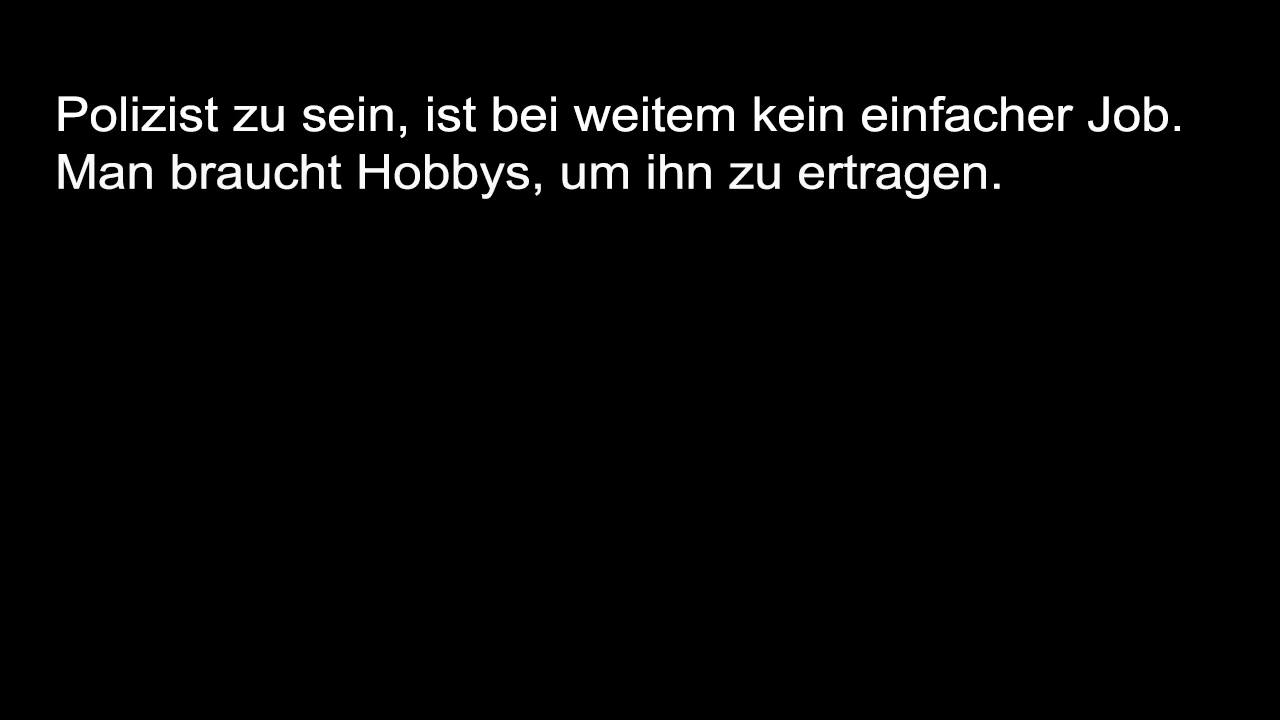 Polizist zu sein, ist bei weitem kein einfacher Job.
Man braucht Hobbys, um ihn zu ertragen.